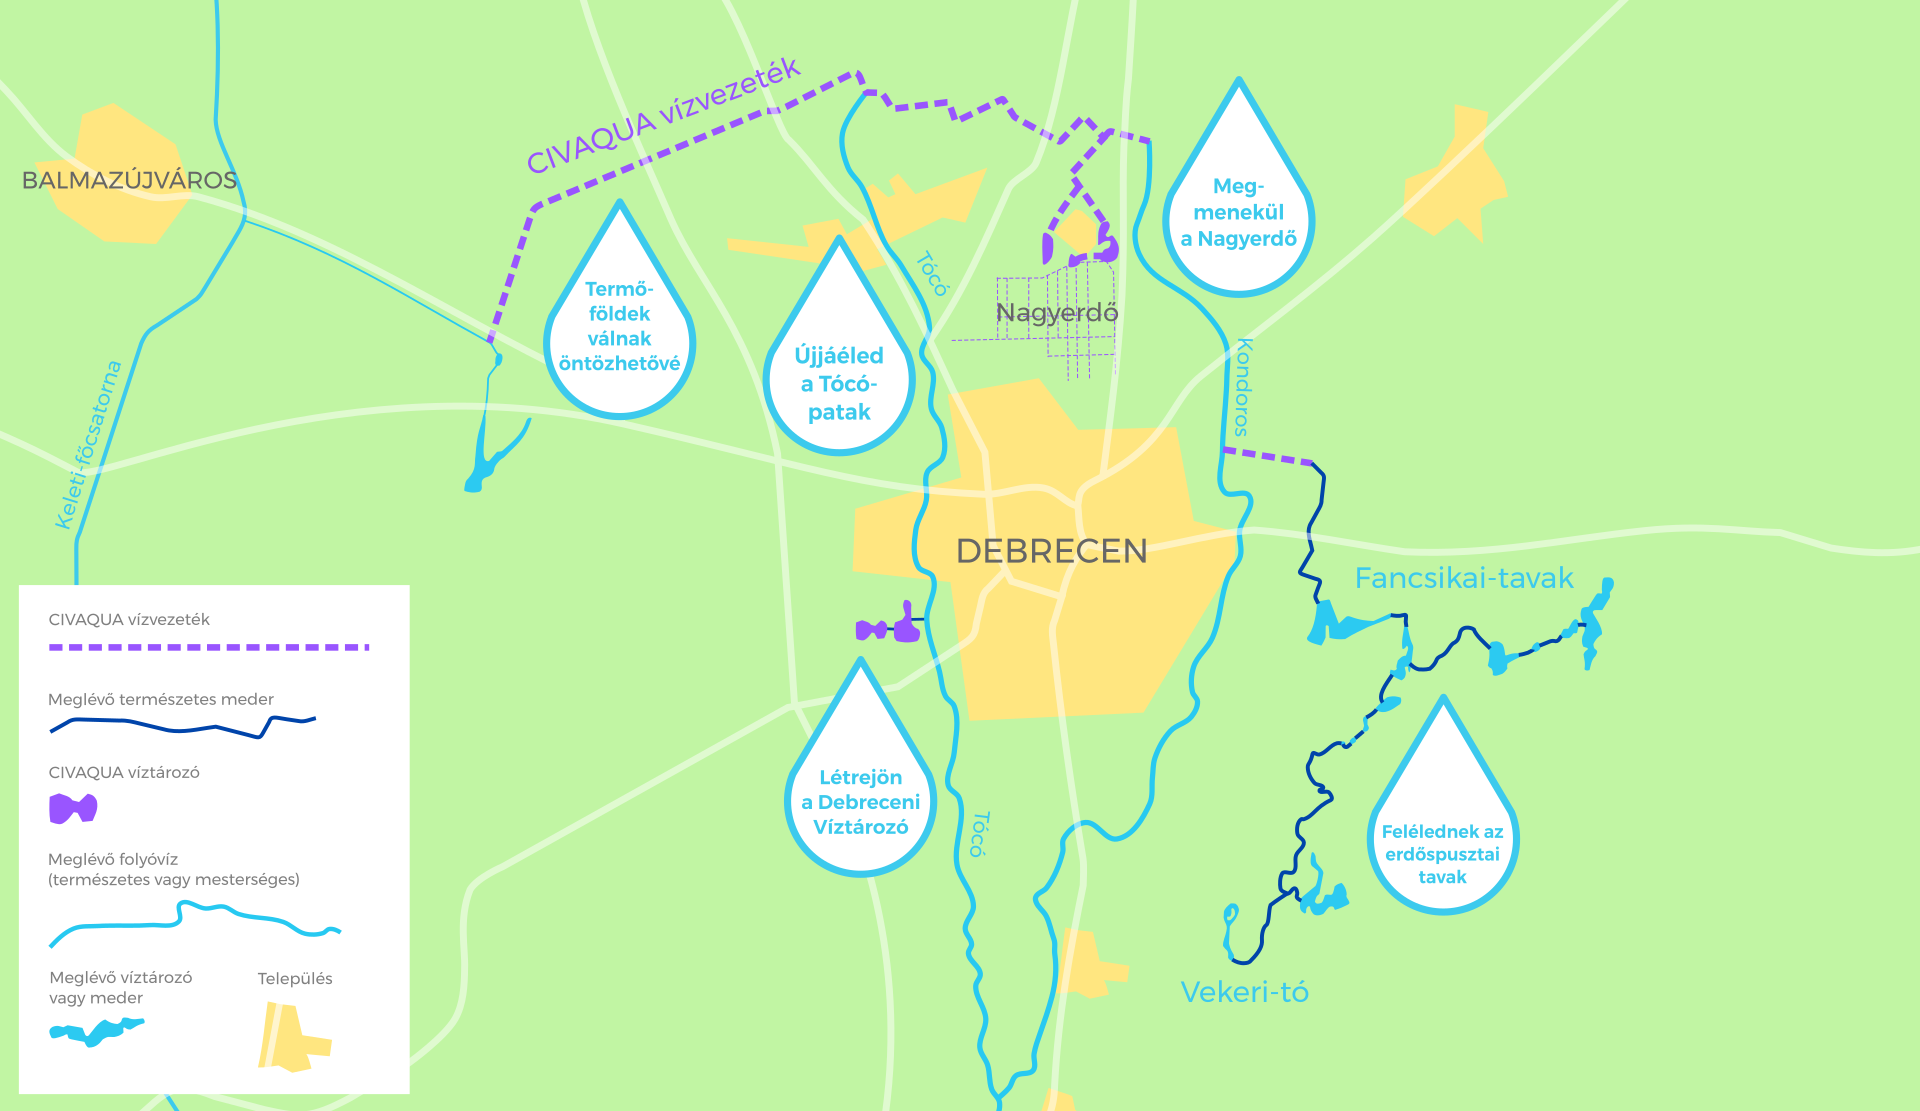 CIVAQUA vízvezeték
BALMAZÚJVÁROS
Meg-
menekül
a Nagyerdő
Termő-
földek
válnak
öntözhetővé
Tócó
Nagyerdő
Újjáéled
a Tócó-
patak
Kondoros
Keleti-főcsatorna
DEBRECEN
Fancsikai-tavak
CIVAQUA vízvezeték
Meglévő természetes meder
CIVAQUA víztározó
Meglévő folyóvíz
(természetes vagy mesterséges)
Meglévő víztározó
vagy meder
Település
Létrejön
a Debreceni
Víztározó
Tócó
Felélednek az
erdőspusztai
tavak
Vekeri-tó